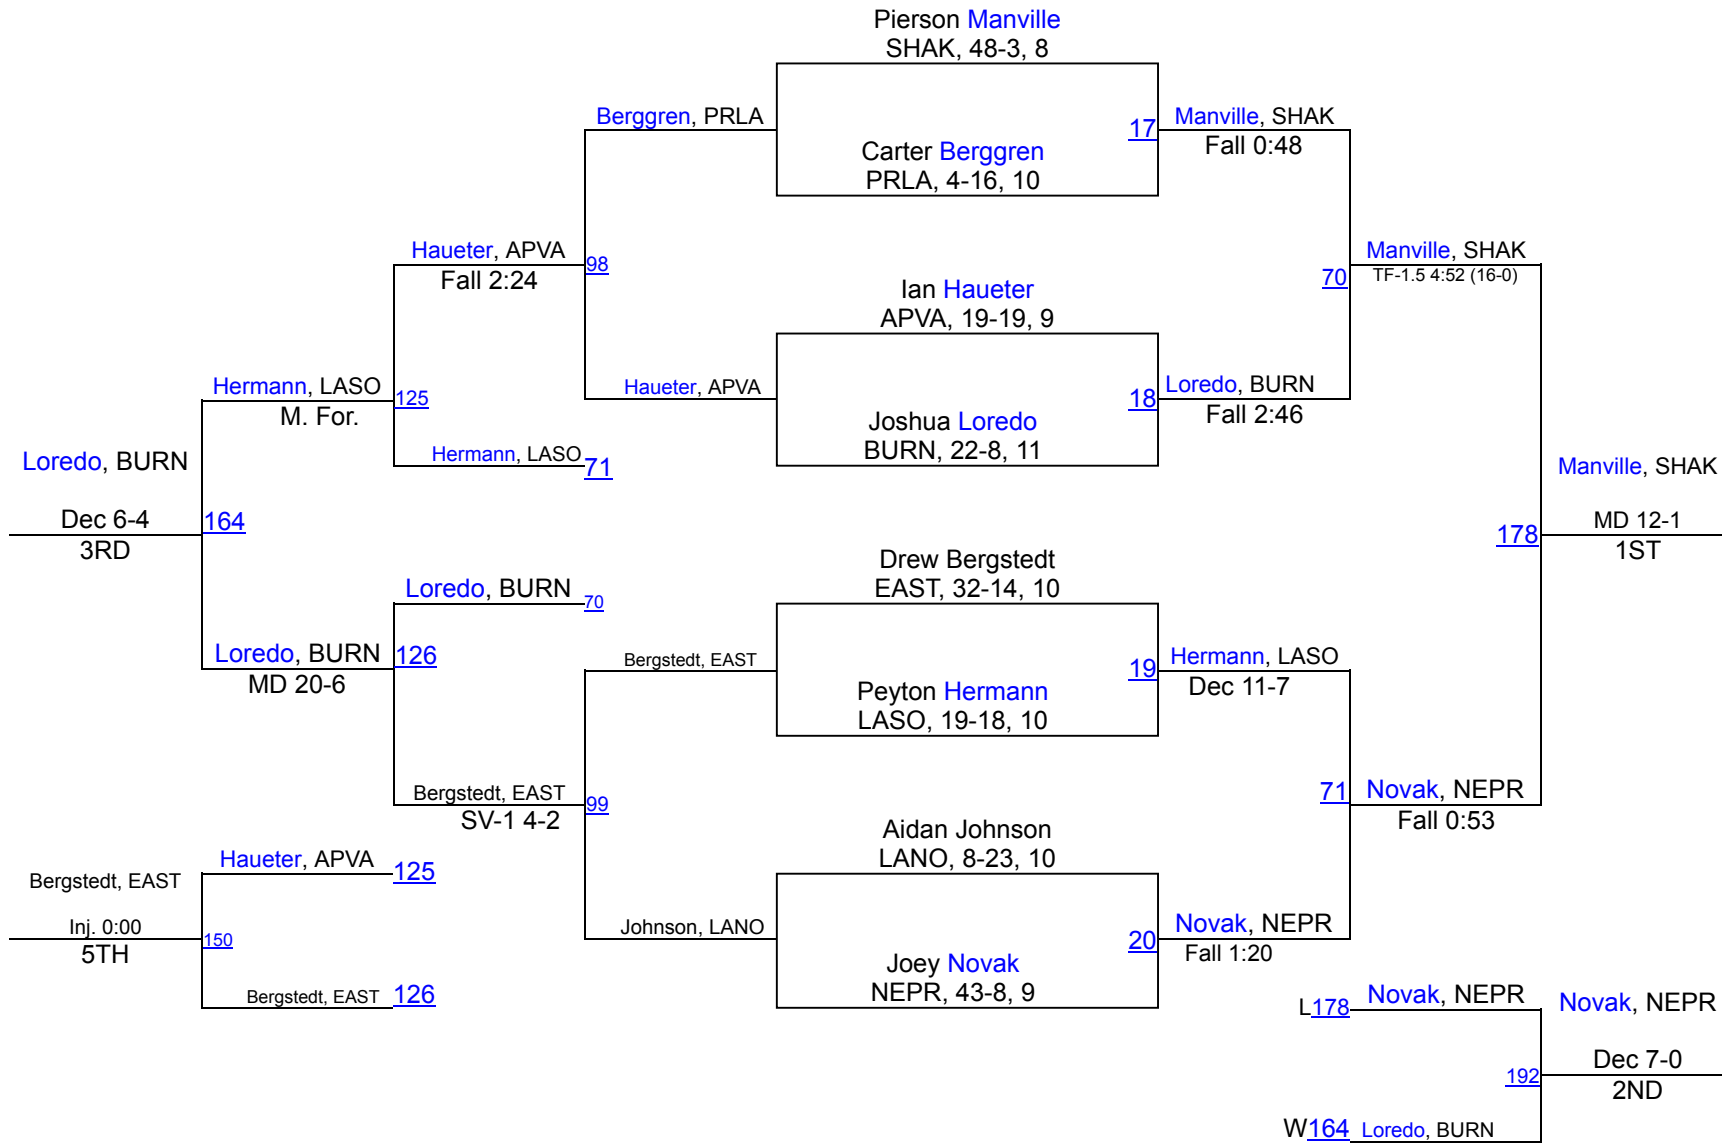 Pierson Manville
SHAK, 48-3, 8
Berggren, PRLA
17
Manville, SHAK
Fall 0:48
Carter Berggren
PRLA, 4-16, 10
Haueter, APVA
Fall 2:24
98
Ian Haueter
APVA, 19-19, 9
70
Manville, SHAK
TF-1.5 4:52 (16-0)
Hermann, LASO
M. For.
125
Haueter, APVA
18
Loredo, BURN
Fall 2:46
Joshua Loredo
BURN, 22-8, 11
Hermann, LASO
71
Loredo, BURN
Dec 6-4
3RD
164
Manville, SHAK
MD 12-1
1ST
178
Drew Bergstedt
EAST, 32-14, 10
Loredo, BURN
70
Loredo, BURN
MD 20-6
126
Bergstedt, EAST
19
Hermann, LASO
Dec 11-7
Peyton Hermann
LASO, 19-18, 10
Bergstedt, EAST
SV-1 4-2
99
71
Novak, NEPR
Fall 0:53
Aidan Johnson
LANO, 8-23, 10
Haueter, APVA
125
Bergstedt, EAST
Inj. 0:00
5TH
150
Johnson, LANO
20
Novak, NEPR
Fall 1:20
Joey Novak
NEPR, 43-8, 9
Bergstedt, EAST
126
L178
Novak, NEPR
Novak, NEPR
Dec 7-0
2ND
192
W164
Loredo, BURN